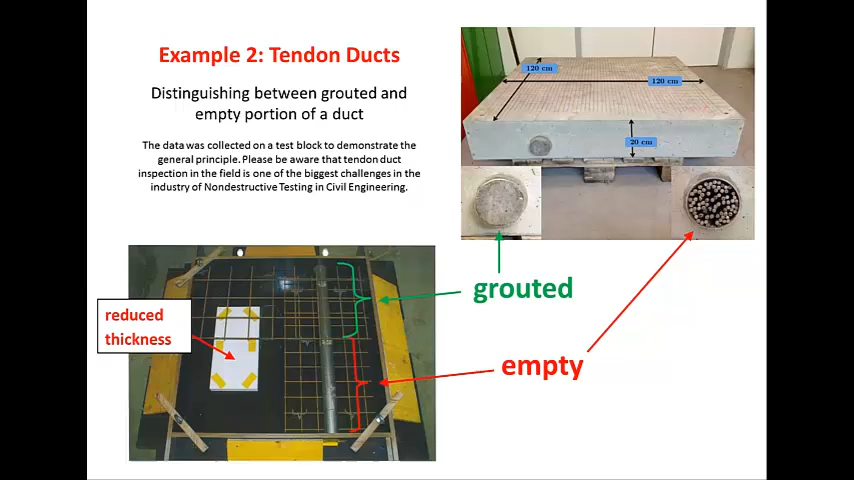 Example 2: Tendon Ducts
Distinguishing between grouted and
empty portion of a duct
The data was collected on a test block to demonstrate the
general principle. Please be aware that tendon duct
inspection in the field is one of the biggest challenges in the
industry of Nondestructive Testing in Civil Engineering.
120 cm
120 cm
20 cm
grouted
reduced
thickness
empty